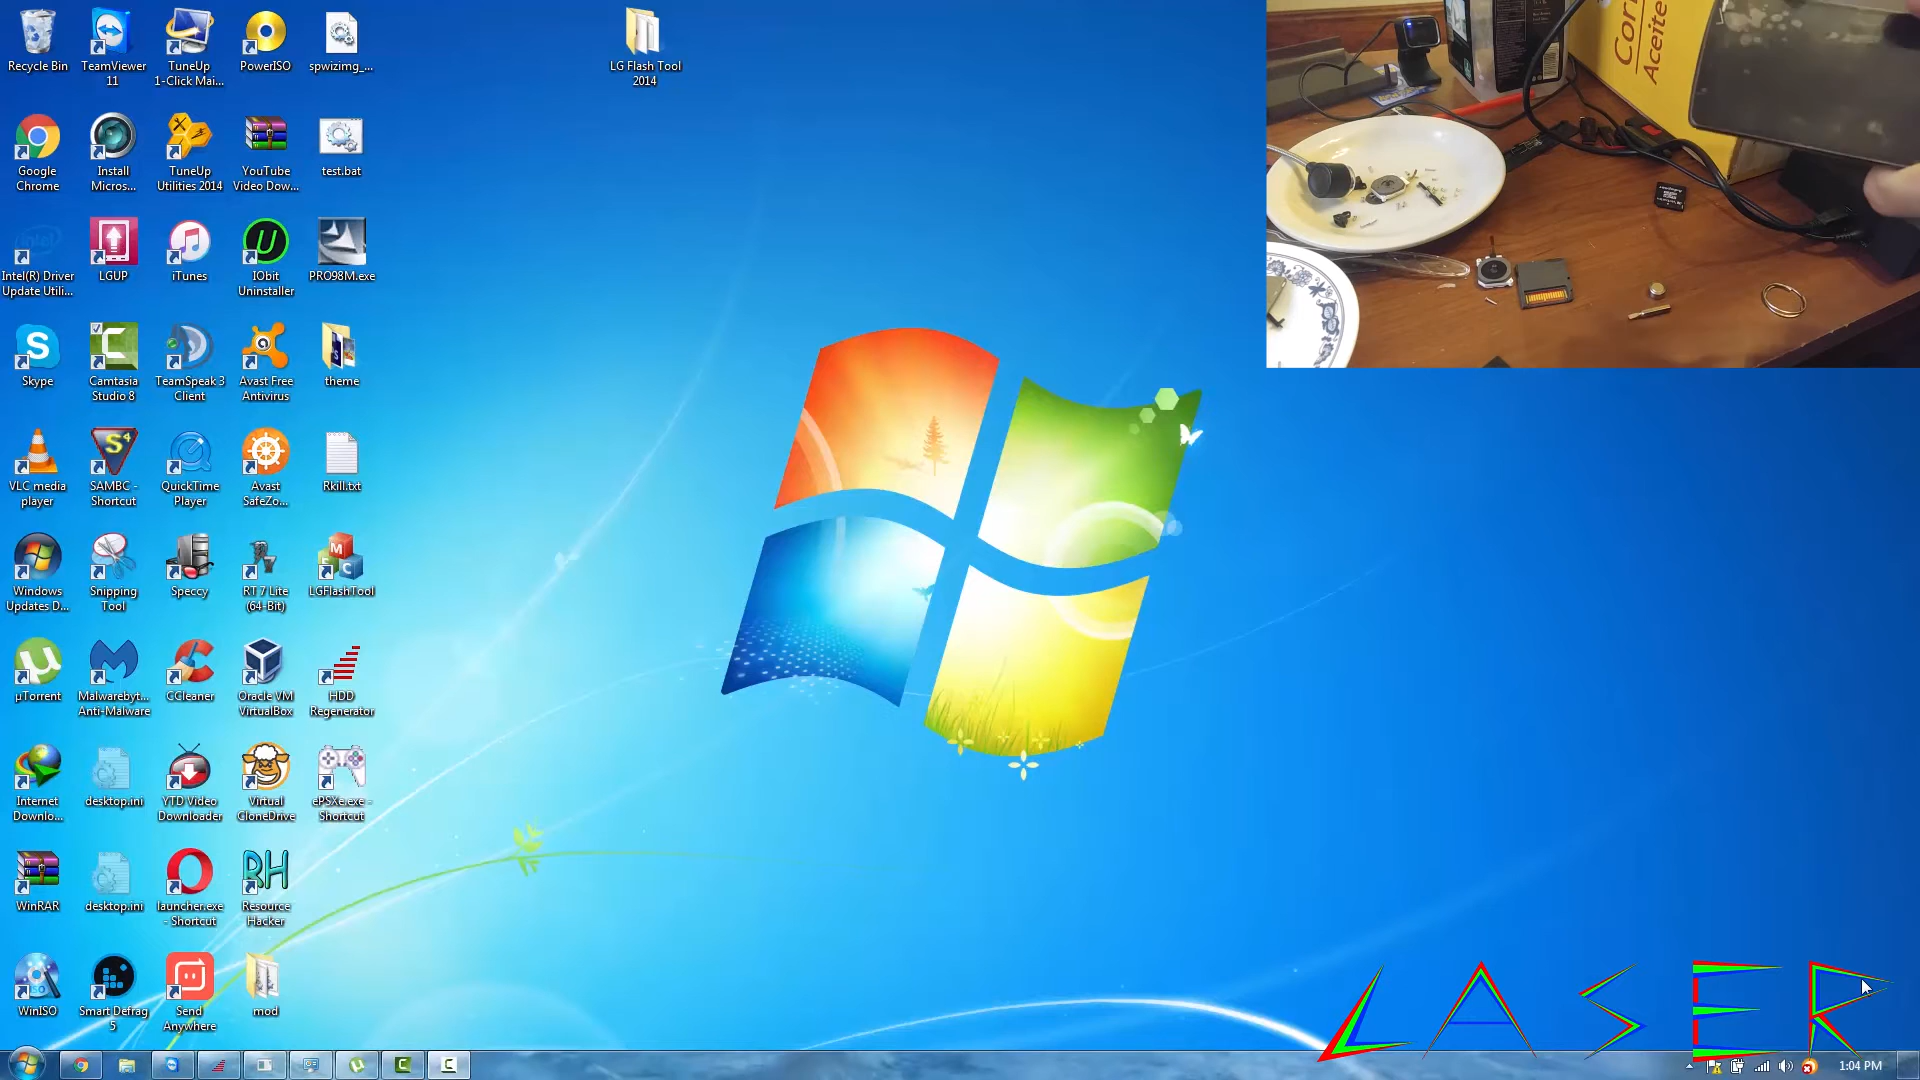 Recycle Bin
TeamViewer
11
TuneUp
1-Click Mai...
PowerISO
spwizimg_...
LG Flash Tool
2014
Google
Chrome
Install
Micros...
TuneUp
Utilities 2014
YouTube
Video Dow...
test.bat
Intel(R) Driver
Update Utili...
LGUP
iTunes
IObit
Uninstaller
PRO98M.exe
Skype
Camtasia
Studio 8
TeamSpeak 3
Client
Avast Free
Antivirus
theme
VLC media
player
SAMBC -
Shortcut
QuickTime
Player
Avast
SafeZo...
Rkill.txt
Windows
Updates D...
Snipping
Tool
Speccy
RT 7 Lite
(64-Bit)
LGFlashTool
µTorrent
Malwarebyt...
Anti-Malware
CCleaner
Oracle VM
VirtualBox
HDD
Regenerator
Internet
Downlo...
desktop.ini
YTD Video
Downloader
Virtual
CloneDrive
ePSXe.exe -
Shortcut
WinRAR
desktop.ini
launcher.exe
- Shortcut
Resource
Hacker
WinISO
Smart Defrag
5
Send
Anywhere
mod
Corn
Aceite
LASER
1:04 PM